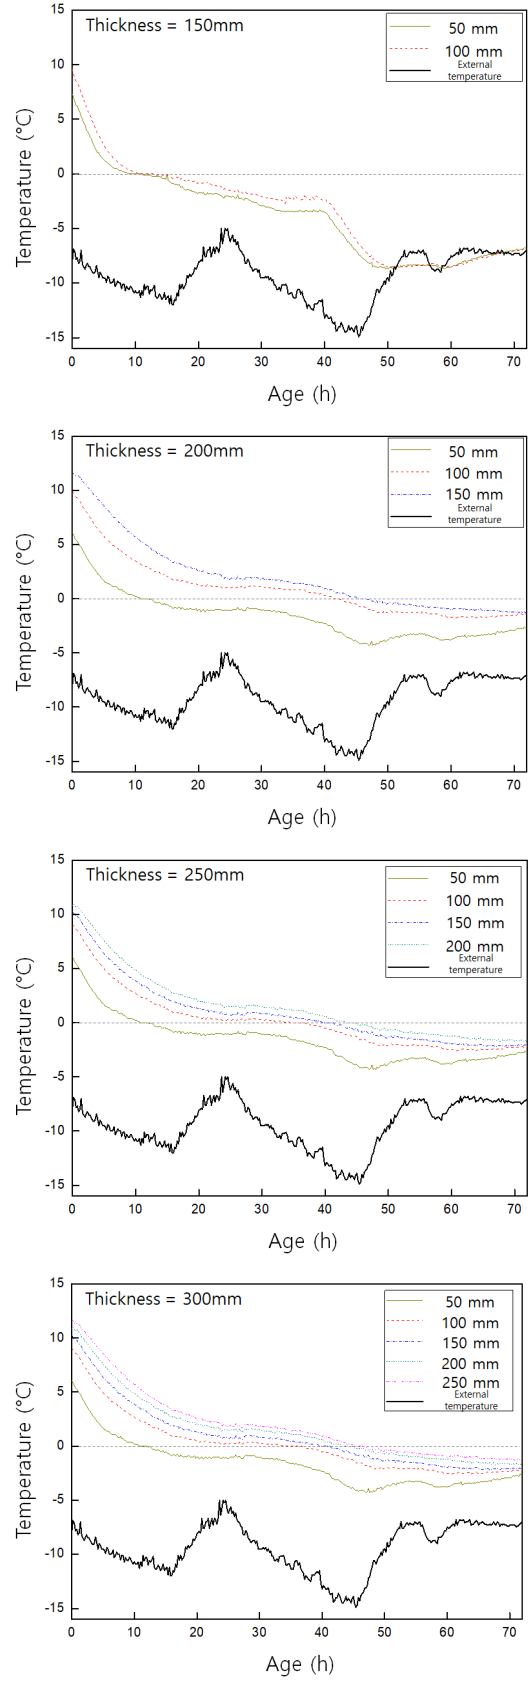 Thickness = 150mm
50 mm
100 mm
External
temperature
Temperature (°C)
15
10
5
0
-5
-10
-15
0 10 20 30 40 50 60 70
Age (h)
Thickness = 200mm
50 mm
100 mm
150 mm
External
temperature
Temperature (°C)
15
10
5
0
-5
-10
-15
0 10 20 30 40 50 60 70
Age (h)
Thickness = 250mm
50 mm
100 mm
150 mm
200 mm
External
temperature
Temperature (°C)
15
10
5
0
-5
-10
-15
0 10 20 30 40 50 60 70
Age (h)
Thickness = 300mm
50 mm
100 mm
150 mm
200 mm
250 mm
External
temperature
Temperature (°C)
15
10
5
0
-5
-10
-15
0 10 20 30 40 50 60 70
Age (h)